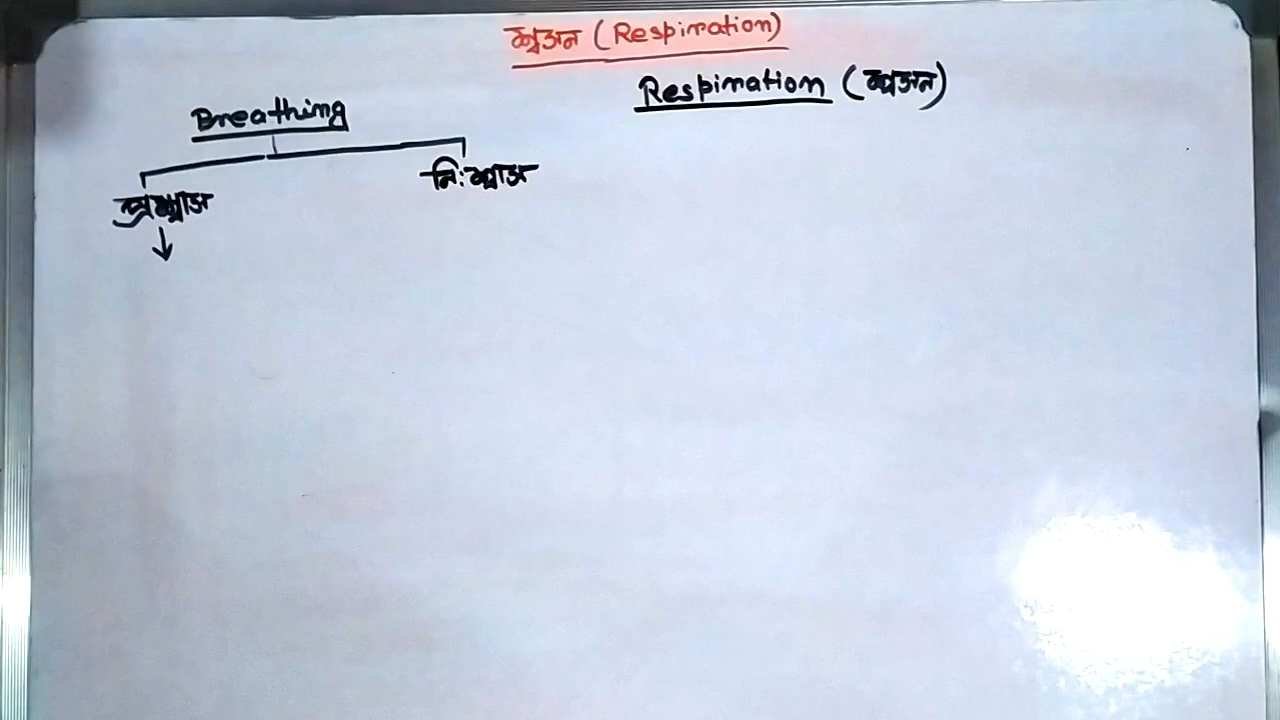 শ্বসন (Respiration)
Breathing
Respiration (শ্বসন)
প্রশ্বাস
নিঃশ্বাস